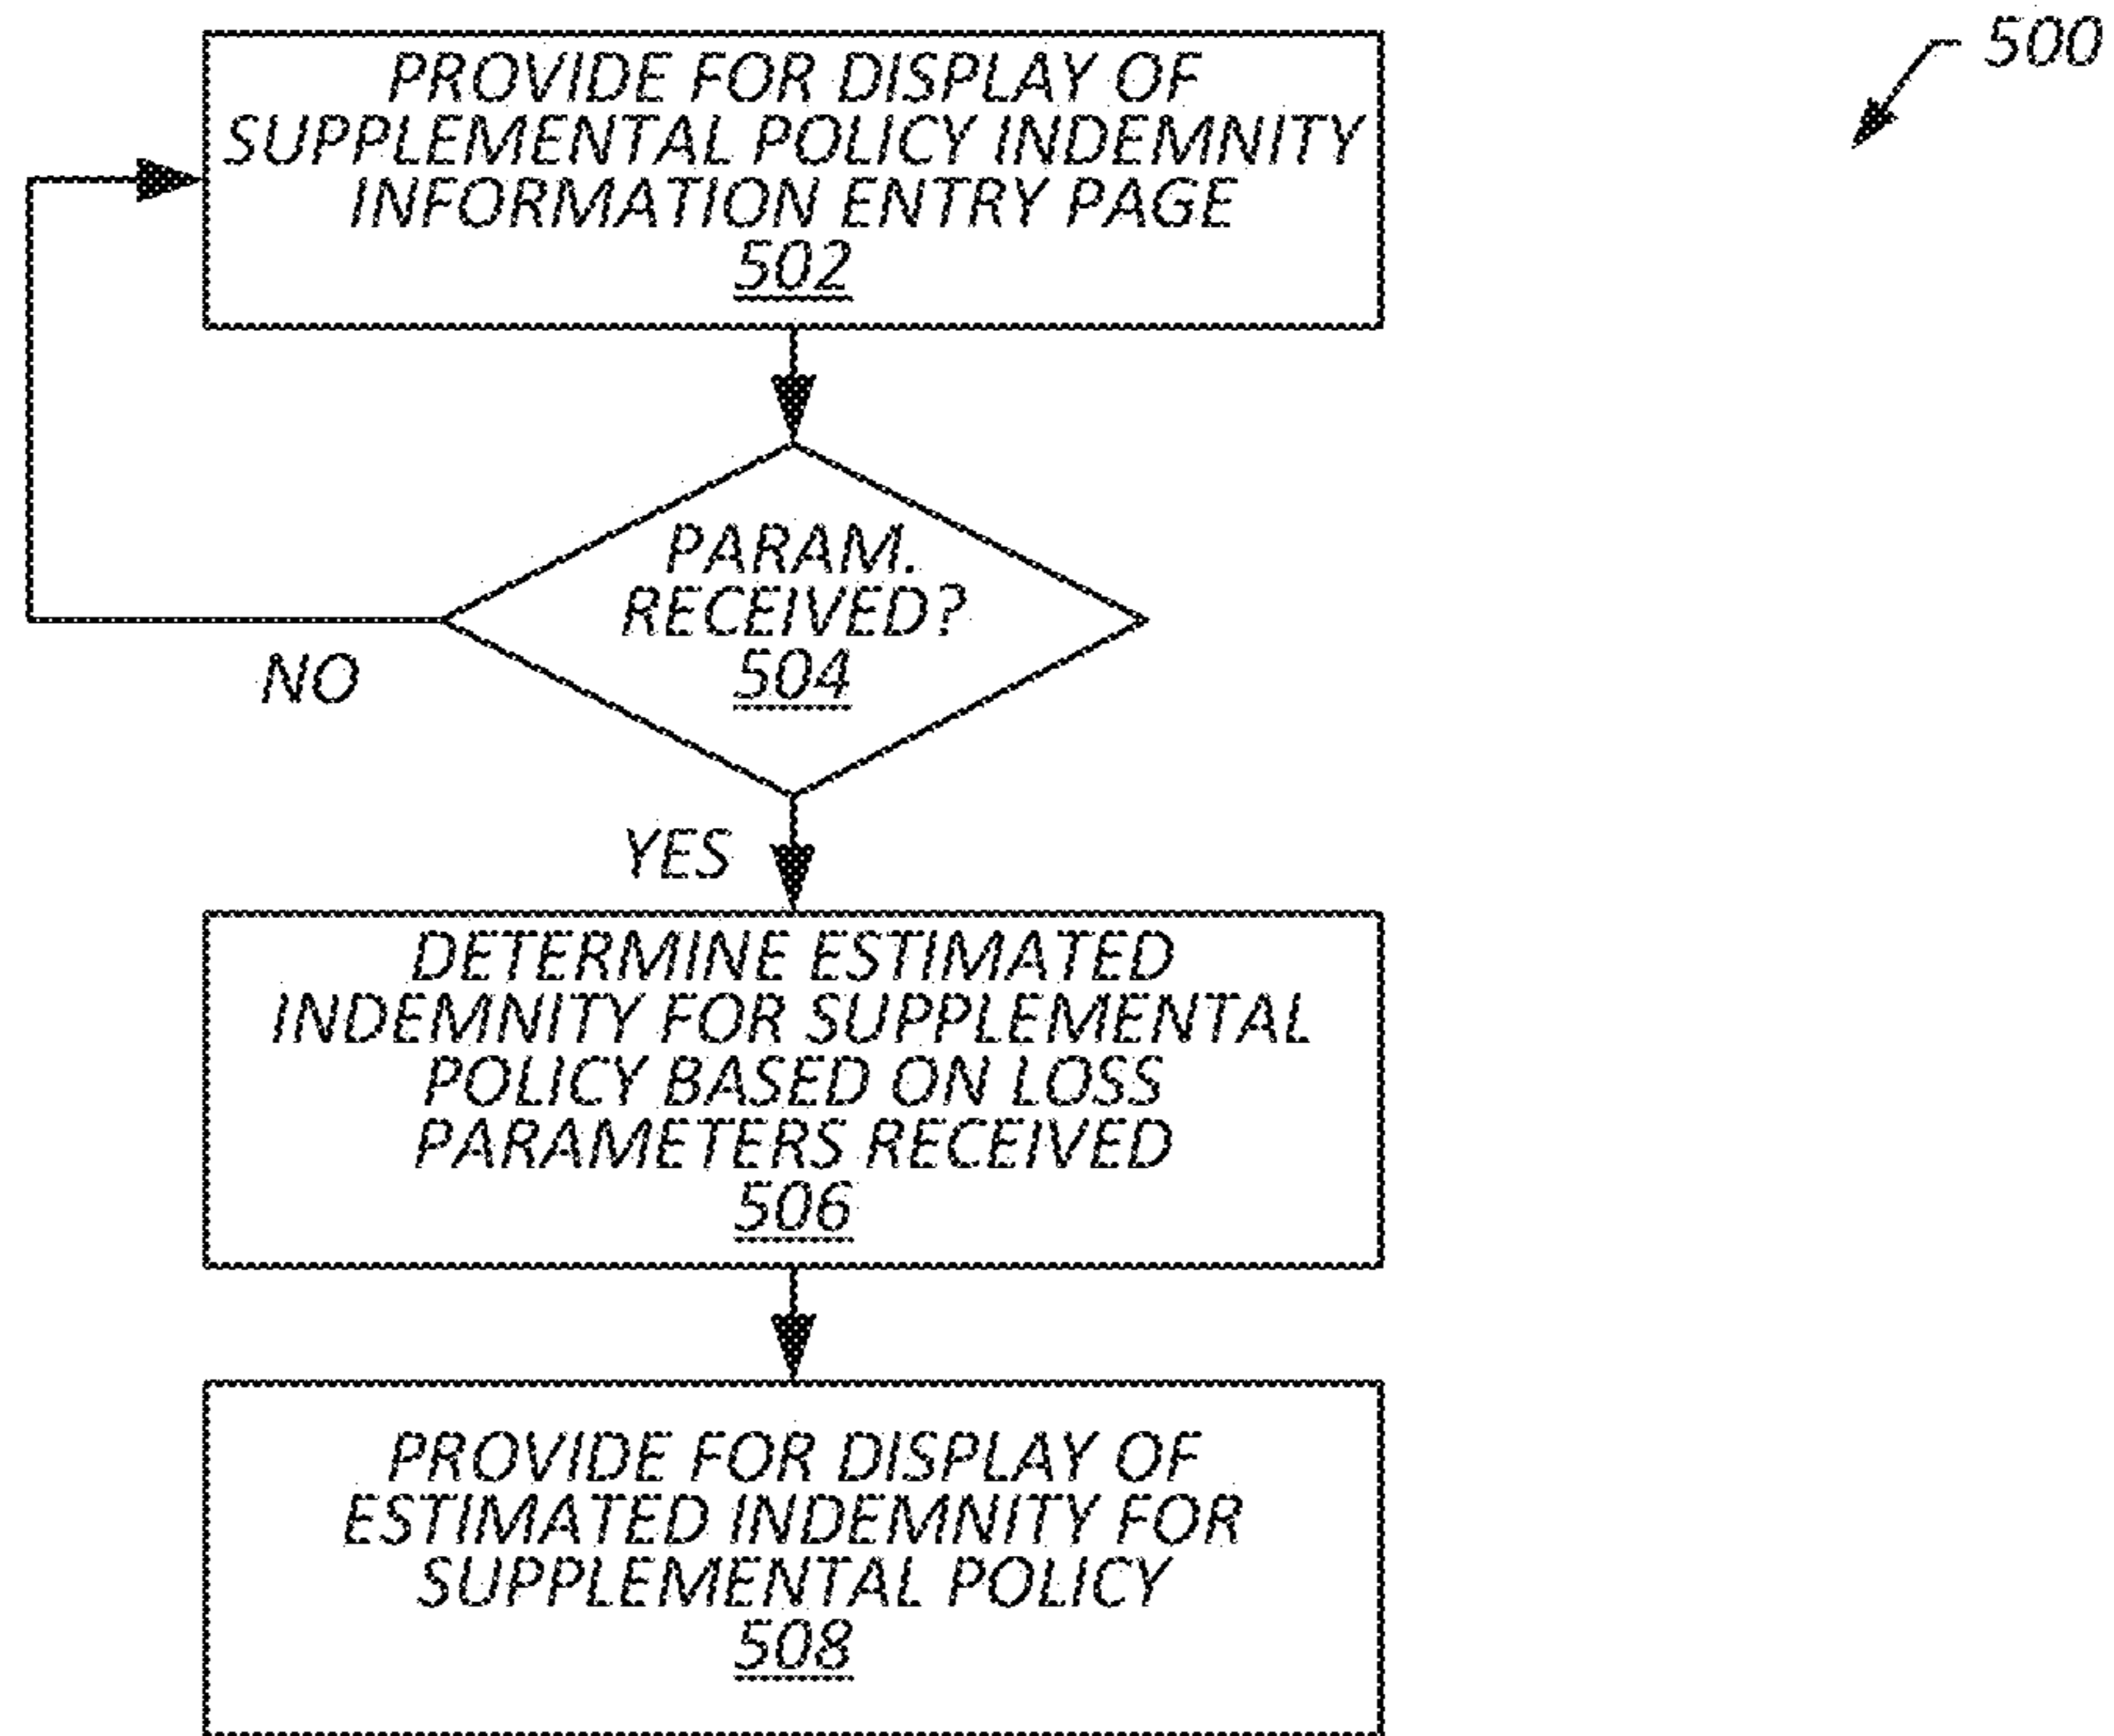 500
PROVIDE FOR DISPLAY OF
SUPPLEMENTAL POLICY INDEMNITY
INFORMATION ENTRY PAGE
502
PARAM.
RECEIVED?
504
NO
YES
DETERMINE ESTIMATED
INDEMNITY FOR SUPPLEMENTAL
POLICY BASED ON LOSS
PARAMETERS RECEIVED
506
PROVIDE FOR DISPLAY OF
ESTIMATED INDEMNITY FOR
SUPPLEMENTAL POLICY
508